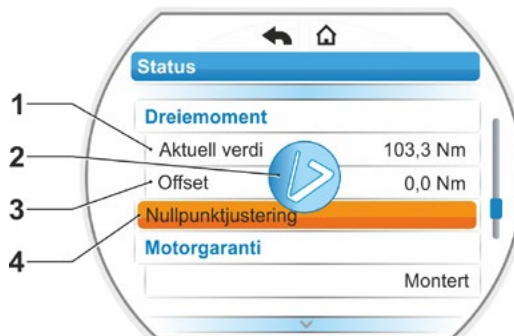 Status
Dreiemoment
1
Aktuell verdi 103,3 Nm
2
Offset 0,0 Nm
3
Nullpunktjustering
4
Motorgaranti
Montert